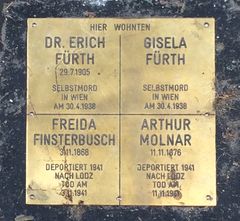 HIER WOHNTEN
DR. ERICH
FÜRTH
29.7.1905
SELBSTMORD
IN WIEN
AM 30.4.1938
GISELA
FÜRTH
SELBSTMORD
IN WIEN
AM 30.4.1938
FREIDA
FINSTERBUSCH
3.11.1868
DEPORTIERT 1941
NACH LODZ
TOD AM
ARTHUR
MOLNAR
11.11.1876
DEPORTIERT 1941
NACH LODZ
TOD AM